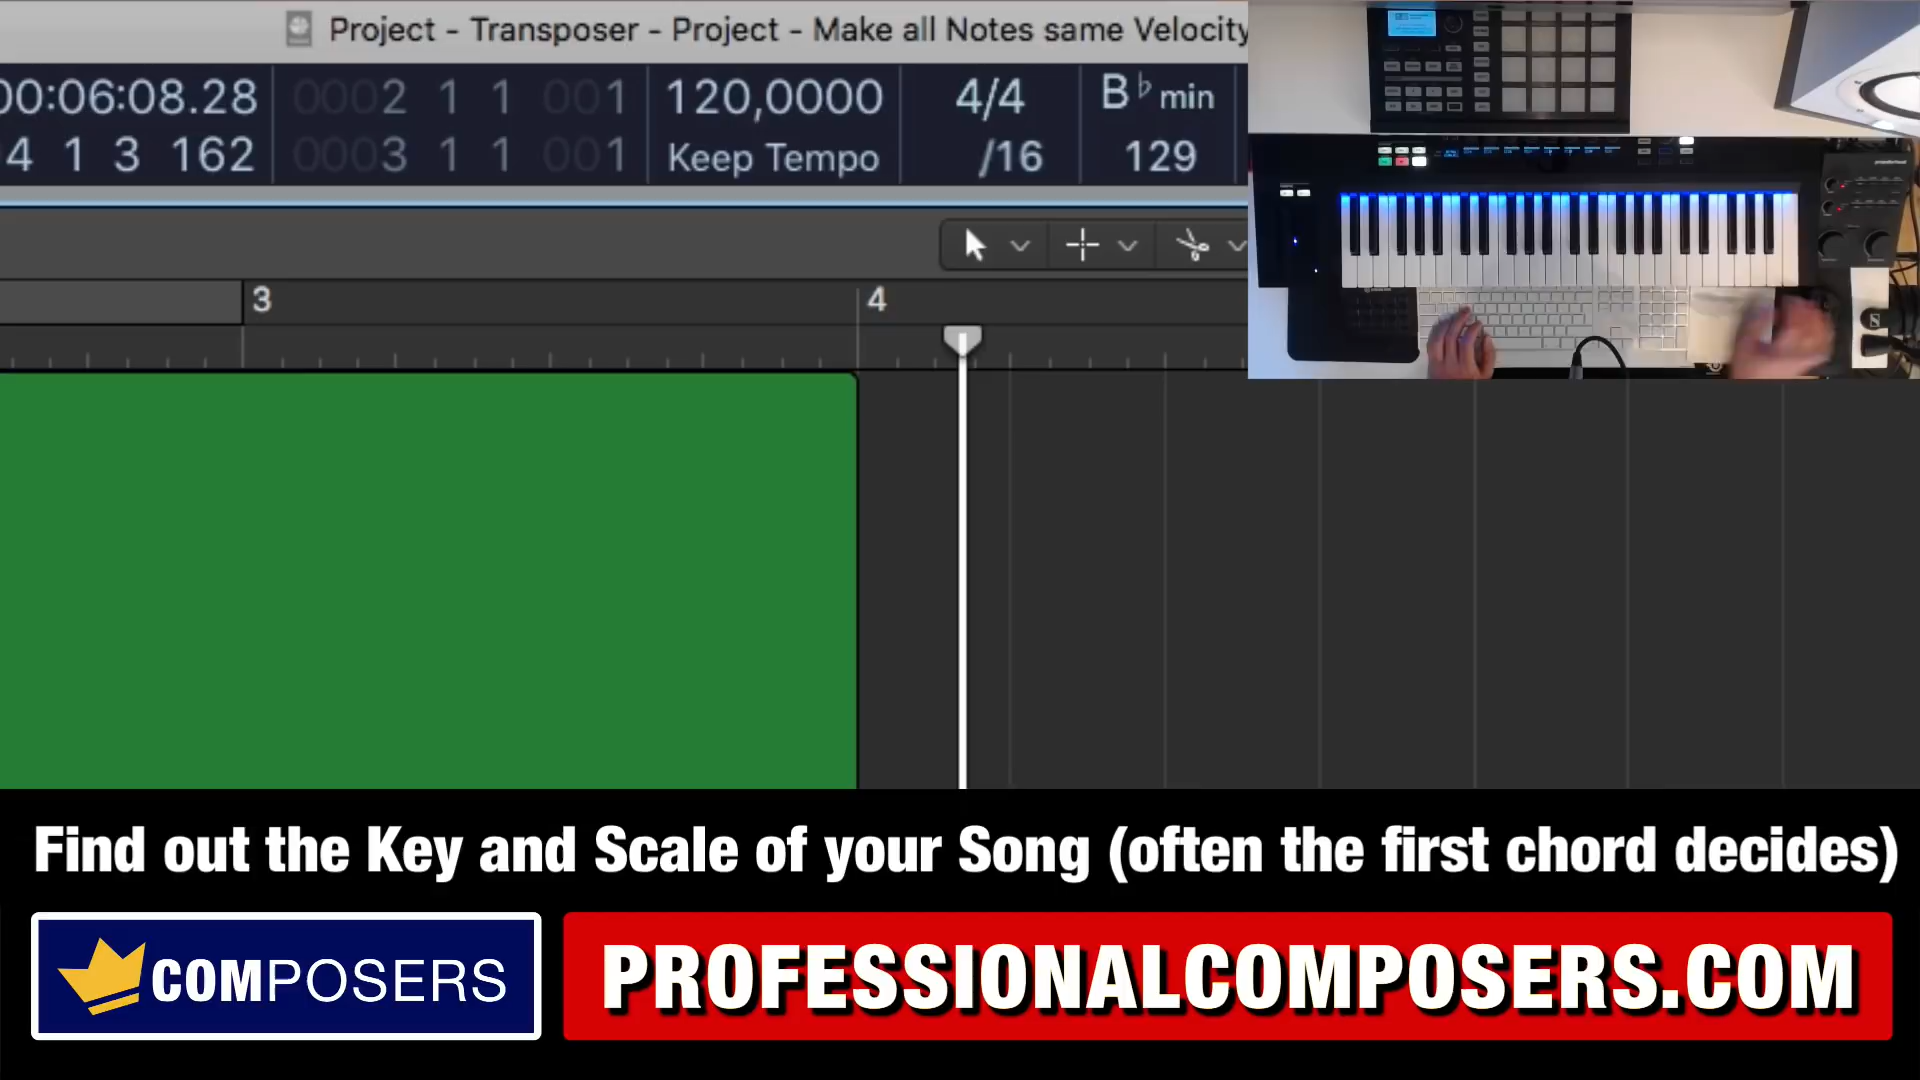 Project - Transposer - Project - Make all Notes same Velocity
00:06:08.28
4 1 3 162
0002 1 1 001
0003 1 1 001
120,0000
Keep Tempo
4/4
/16
B♭min
129
3
4
Find out the Key and Scale of your Song (often the first chord decides)
COMPOSERS
PROFESSIONALCOMPOSERS.COM